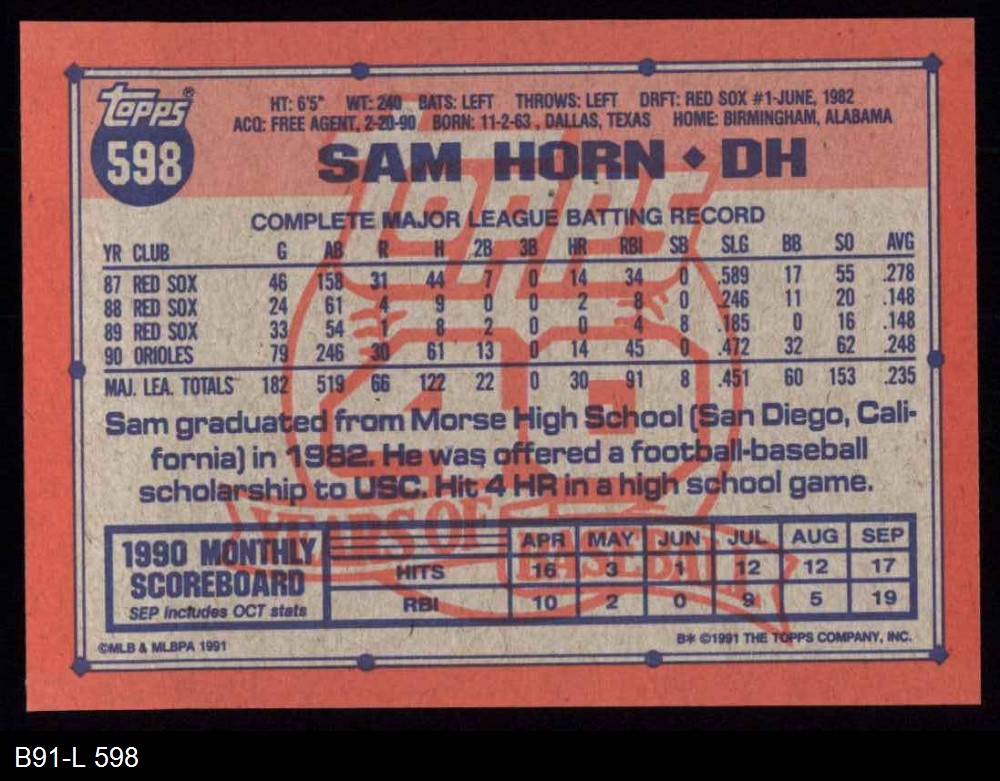 Topps®
598
HT: 6'5" WT: 240 BATS: LEFT THROWS: LEFT DRFT: RED SOX #1-JUNE, 1982
ACQ: FREE AGENT, 2-20-90 BORN: 11-2-63, DALLAS, TEXAS HOME: BIRMINGHAM, ALABAMA
SAM HORN ◆ DH
COMPLETE MAJOR LEAGUE BATTING RECORD
YR CLUB G AB R H 2B 3B HR RBI SB SLG BB SO AVG
87 RED SOX 46 158 31 44 7 0 14 34 0 .589 17 55 .278
88 RED SOX 24 61 4 9 0 0 2 8 0 .246 11 20 .148
89 RED SOX 33 54 1 8 2 0 0 4 8 .185 0 16 .148
90 ORIOLES 79 246 30 61 13 0 14 45 0 .472 32 62 .248
MAJ. LEA. TOTALS 182 519 66 122 22 0 30 91 8 .451 60 153 .235
Sam graduated from Morse High School (San Diego, Cali-
fornia) in 1982. He was offered a football-baseball
scholarship to USC. Hit 4 HR in a high school game.
Topps
40
YEARS OF
BASEBALL
1990 MONTHLY
SCOREBOARD
SEP includes OCT stats
APR MAY JUN JUL AUG SEP
HITS 16 3 1 12 12 17
RBI 10 2 0 9 5 19
©MLB & MLBPA 1991
B* ©1991 THE TOPPS COMPANY, INC.
B91-L 598